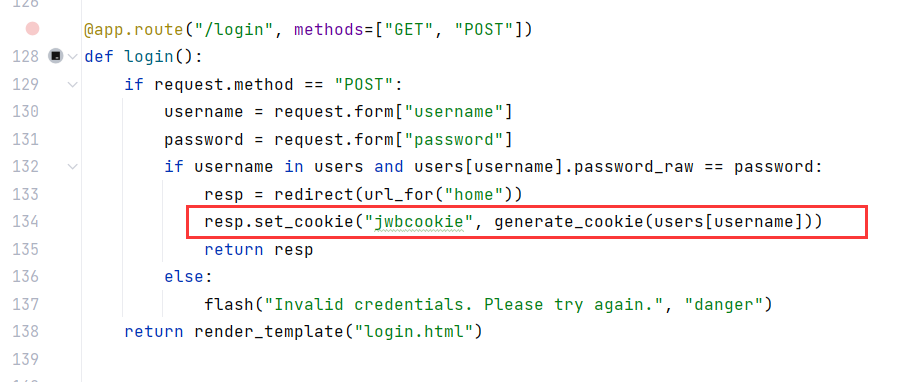 126
@app.route("/login", methods=["GET", "POST"])
128 def login():
129 if request.method == "POST":
130 username = request.form["username"]
131 password = request.form["password"]
132 if username in users and users[username].password_raw == password:
133 resp = redirect(url_for("home"))
134 resp.set_cookie("jwbcookie", generate_cookie(users[username]))
135 return resp
136 else:
137 flash("Invalid credentials. Please try again.", "danger")
138 return render_template("login.html")
139